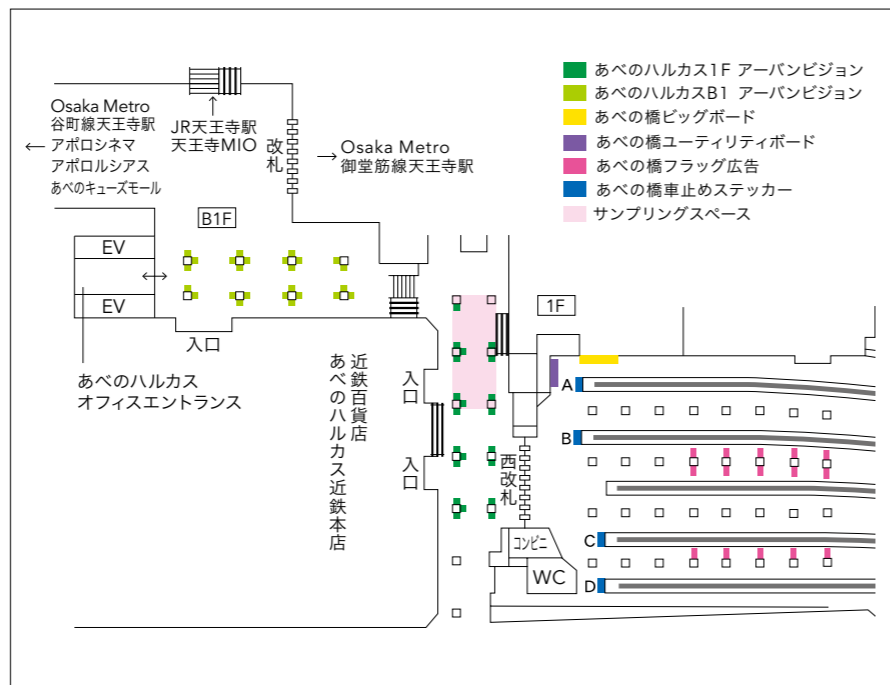 あべのハルカス1F アーバンビジョン
あべのハルカスB1 アーバンビジョン
あべの橋ビッグボード
あべの橋ユーティリティボード
あべの橋フラッグ広告
あべの橋車止めステッカー
サンプリングスペース
Osaka Metro
谷町線天王寺駅
← アポロシネマ
アポロルシアス
あべのキューズモール
↑
JR天王寺駅
天王寺MIO
改札
→ Osaka Metro
御堂筋線天王寺駅
B1F
EV
↔
EV
入口
あべのハルカス
オフィスエントランス
近鉄百貨店
あべのハルカス近鉄本店
入口
入口
1F
西改札
コンビニ
WC
A
B
C
D